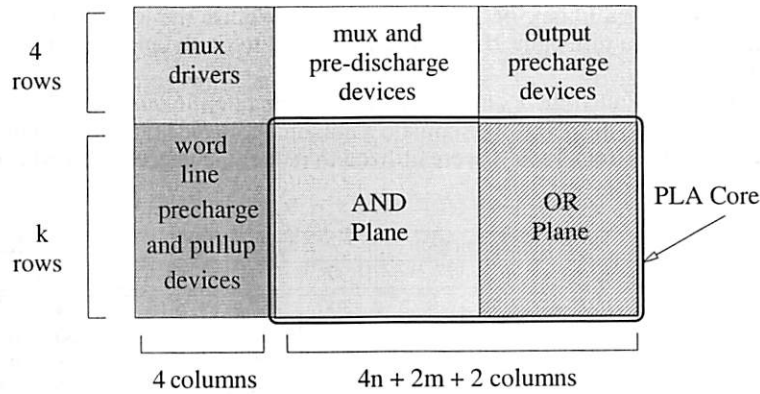 4
rows
mux
drivers
mux and
pre-discharge
devices
output
precharge
devices
k
rows
word
line
precharge
and pullup
devices
AND
Plane
OR
Plane
PLA Core
4 columns
4n + 2m + 2 columns